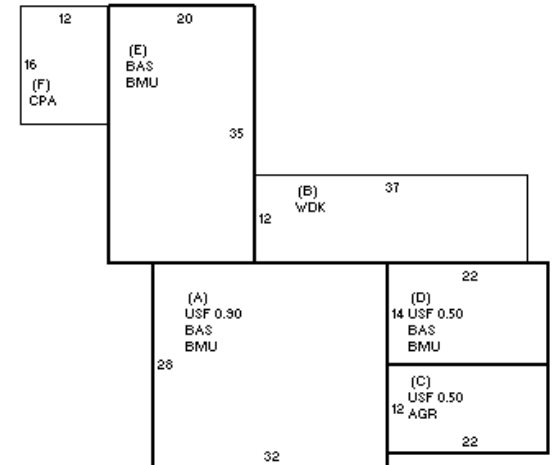 12
20
16
(F)
CPA
(E)
BAS
BMU
35
(B)
WDK
37
12
(A)
USF 0.90
BAS
BMU
28
32
22
(D)
14 USF 0.50
BAS
BMU
(C)
USF 0.50
12 AGR
22